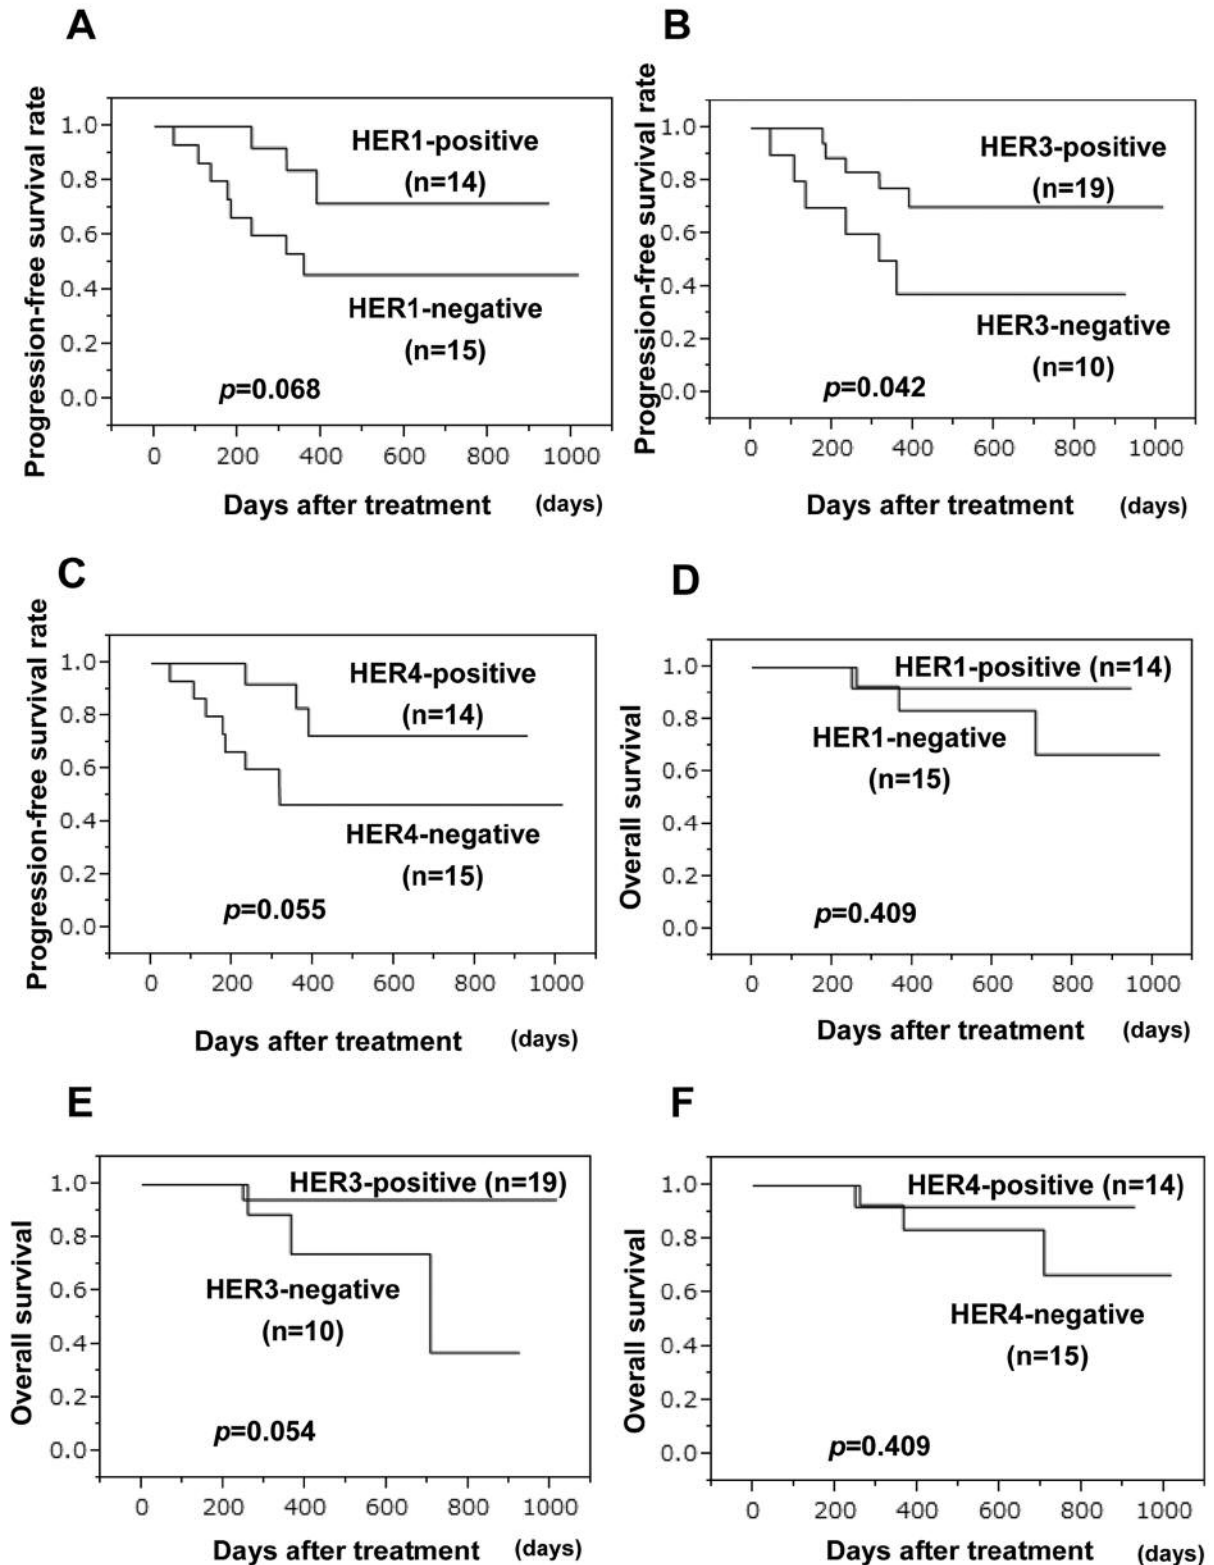 A
Progression-free survival rate
1.0
0.8
0.6
0.4
0.2
0.0
HER1-positive
(n=14)
HER1-negative
(n=15)
p=0.068
0 200 400 600 800 1000
Days after treatment (days)
B
Progression-free survival rate
1.0
0.8
0.6
0.4
0.2
0.0
HER3-positive
(n=19)
HER3-negative
(n=10)
p=0.042
0 200 400 600 800 1000
Days after treatment (days)
C
Progression-free survival rate
1.0
0.8
0.6
0.4
0.2
0.0
HER4-positive
(n=14)
HER4-negative
(n=15)
p=0.055
0 200 400 600 800 1000
Days after treatment (days)
D
Overall survival
1.0
0.8
0.6
0.4
0.2
0.0
HER1-positive (n=14)
HER1-negative
(n=15)
p=0.409
0 200 400 600 800 1000
Days after treatment (days)
E
Overall survival
1.0
0.8
0.6
0.4
0.2
0.0
HER3-positive (n=19)
HER3-negative
(n=10)
p=0.054
0 200 400 600 800 1000
Days after treatment (days)
F
Overall survival
1.0
0.8
0.6
0.4
0.2
0.0
HER4-positive (n=14)
HER4-negative
(n=15)
p=0.409
0 200 400 600 800 1000
Days after treatment (days)